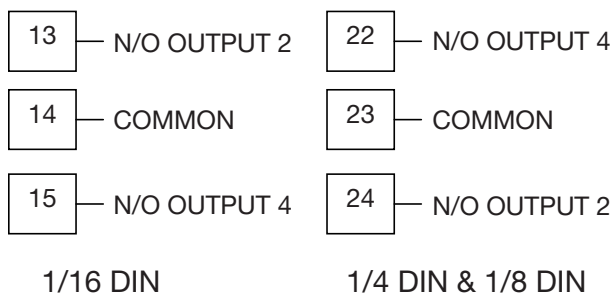 13 N/O OUTPUT 2
14 COMMON
15 N/O OUTPUT 4
1/16 DIN
22 N/O OUTPUT 4
23 COMMON
24 N/O OUTPUT 2
1/4 DIN & 1/8 DIN